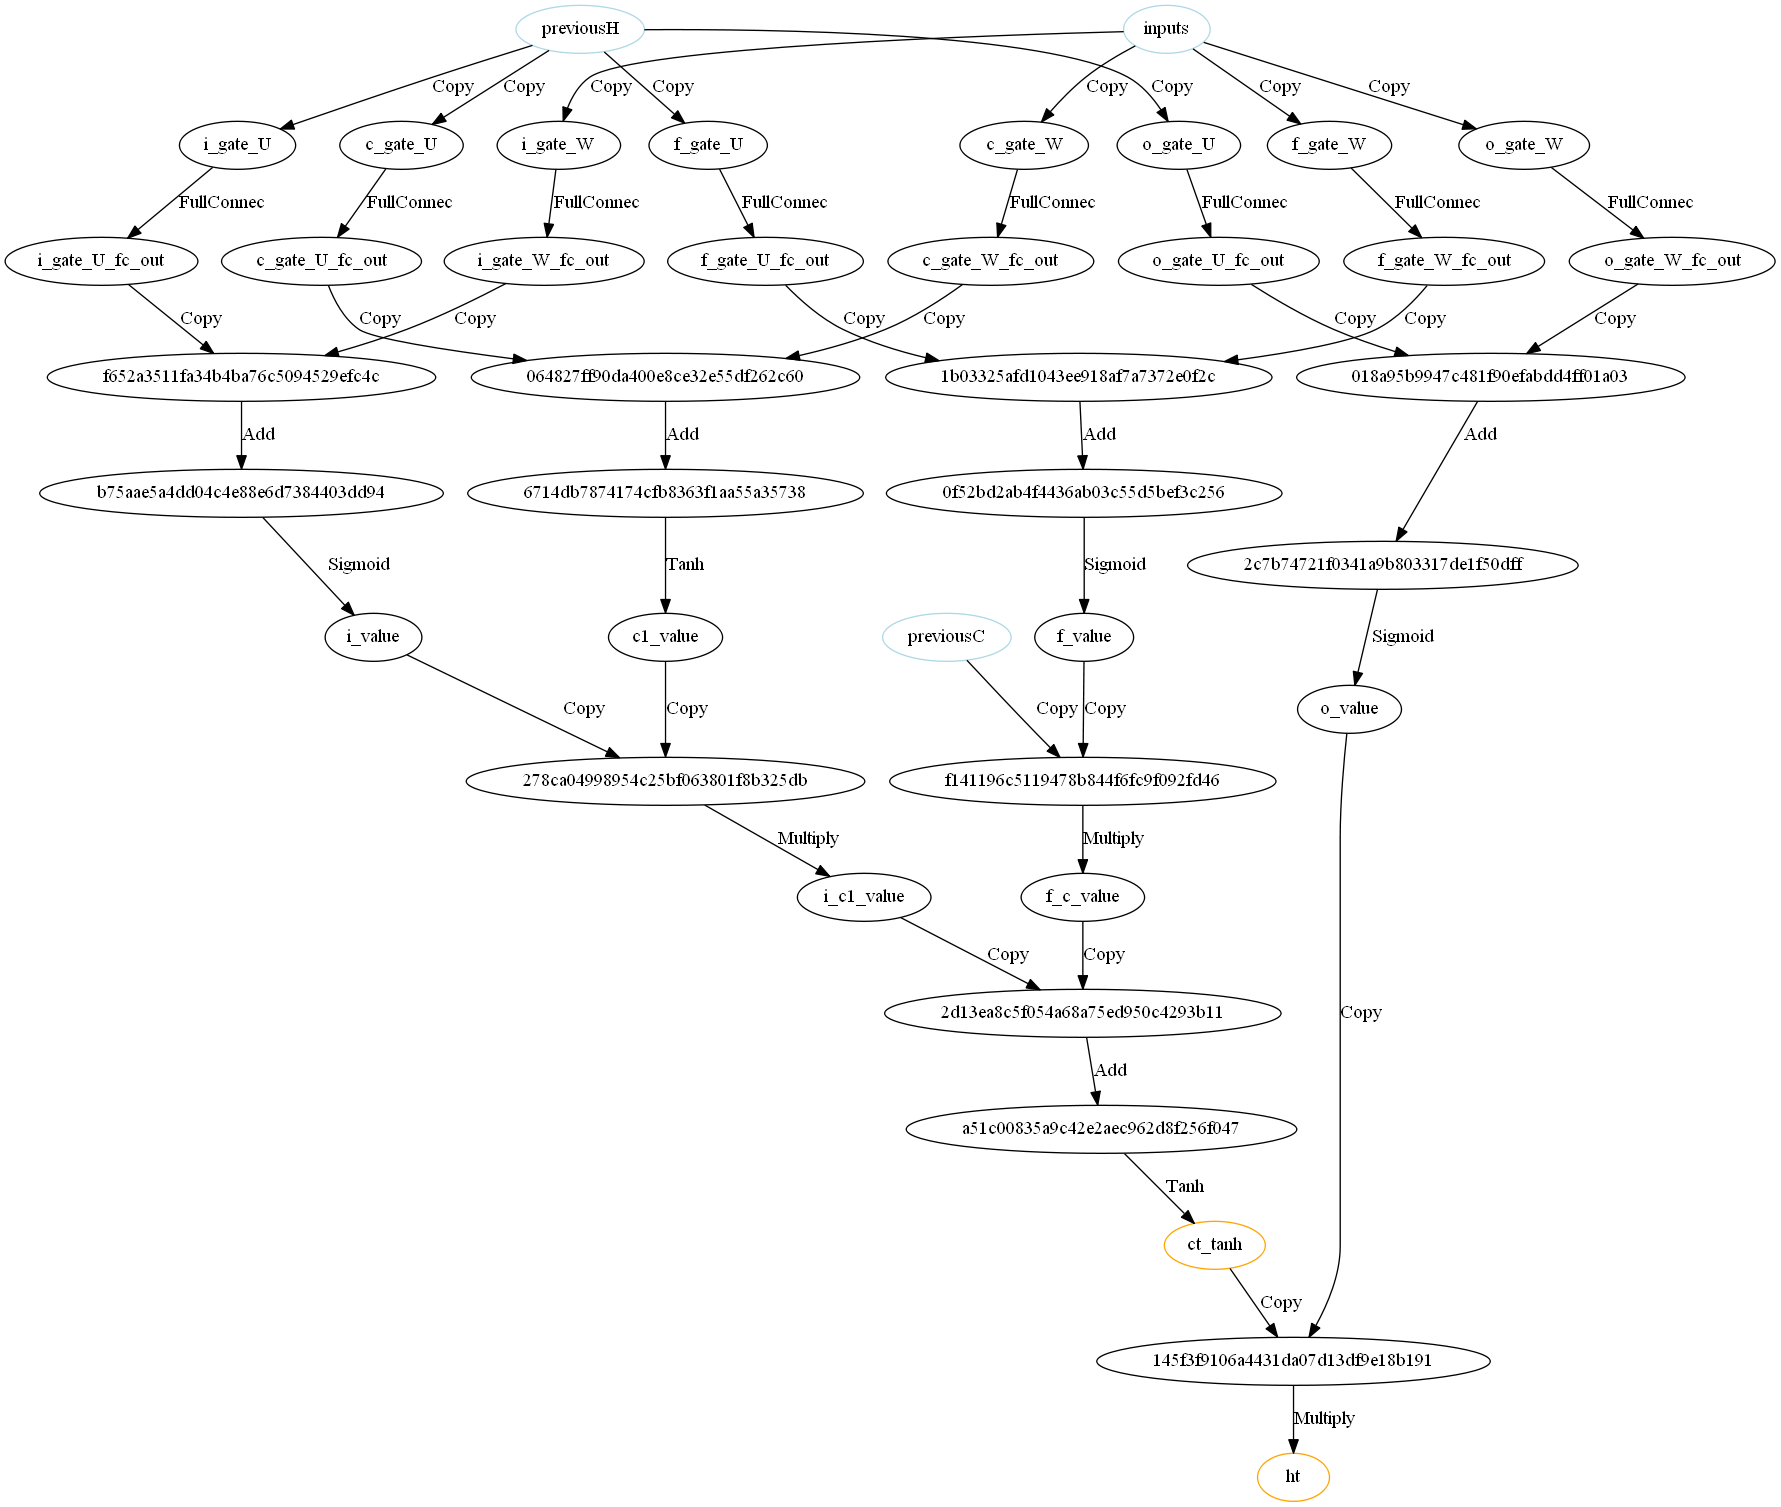 previousH inputs
Copy Copy Copy Copy Copy Copy Copy Copy
i_gate_U c_gate_U i_gate_W f_gate_U c_gate_W o_gate_U f_gate_W o_gate_W
FullConnec FullConnec FullConnec FullConnec FullConnec FullConnec FullConnec FullConnec
i_gate_U_fc_out c_gate_U_fc_out i_gate_W_fc_out f_gate_U_fc_out c_gate_W_fc_out o_gate_U_fc_out f_gate_W_fc_out o_gate_W_fc_out
Copy Copy Copy Copy Copy Copy Copy Copy
f652a3511fa34b4ba76c5094529efc4c 064827ff90da400e8ce32e55df262c60 1b03325afd1043ee918af7a7372e0f2c 018a95b9947c481f90efabdd4ff01a03
Add Add Add Add
b75aae5a4dd04c4e88e6d7384403dd94 6714db7874174cfb8363f1aa55a35738 0f52bd2ab4f4436ab03c55d5bef3c256
Sigmoid Tanh Sigmoid 2c7b74721f0341a9b803317de1f50dff
i_value c1_value previousC f_value Sigmoid
Copy Copy Copy Copy o_value
278ca04998954c25bf063801f8b325db f141196c5119478b844f6fc9f092fd46
Multiply Multiply
i_c1_value f_c_value
Copy Copy
2d13ea8c5f054a68a75ed950c4293b11 Copy
Add
a51c00835a9c42e2aec962d8f256f047
Tanh
ct_tanh
Copy
145f3f9106a4431da07d13df9e18b191
Multiply
ht